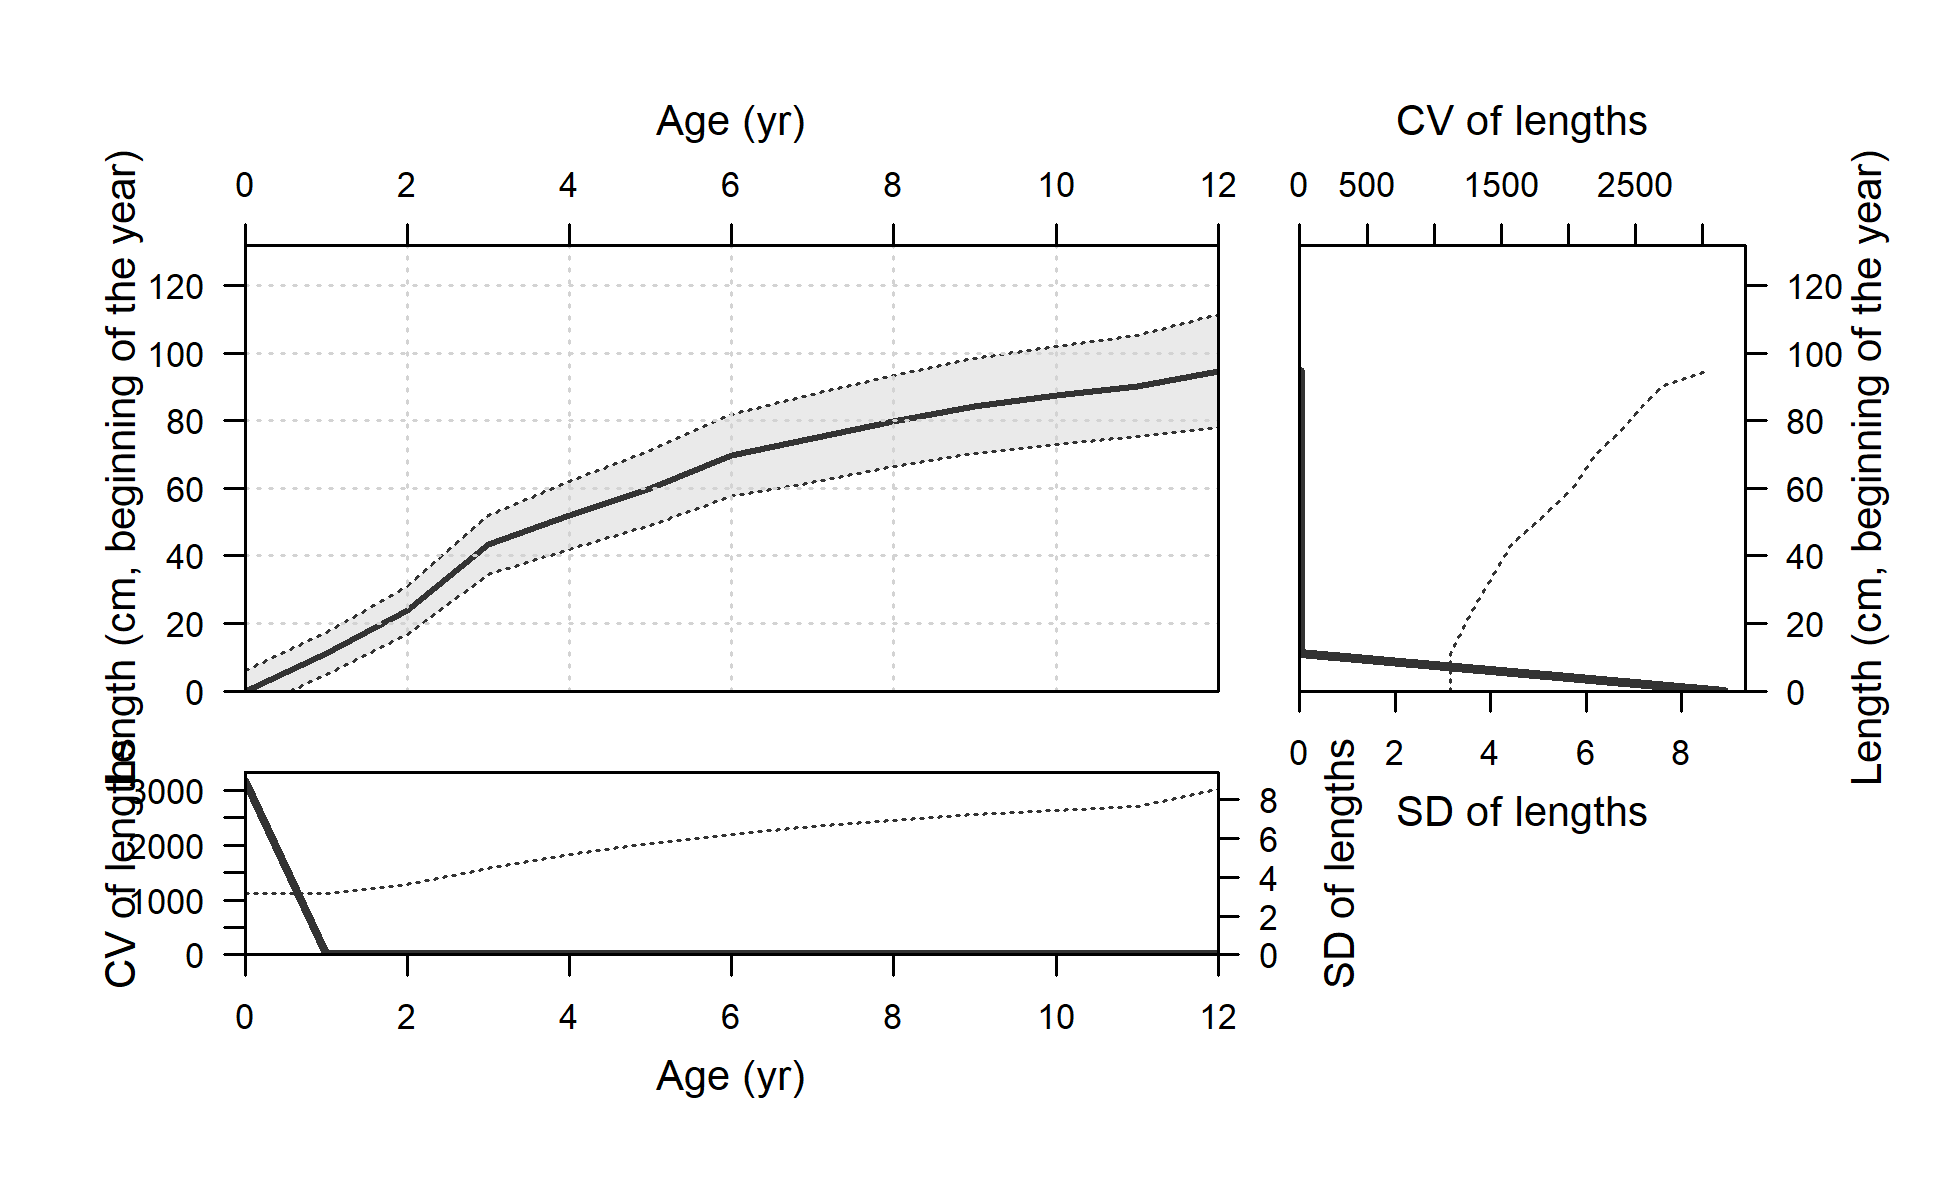 Age (yr)
CV of lengths
0 2 4 6 8 10 12
0 500 1500 2500
Length (cm, beginning of the year)
120
100
80
60
40
20
0
120
100
80
60
40
20
0
Length (cm, beginning of the year)
0 2 4 6 8
SD of lengths
CV of lengths
3000
2000
1000
0
8
6
4
2
0
SD of lengths
0 2 4 6 8 10 12
Age (yr)